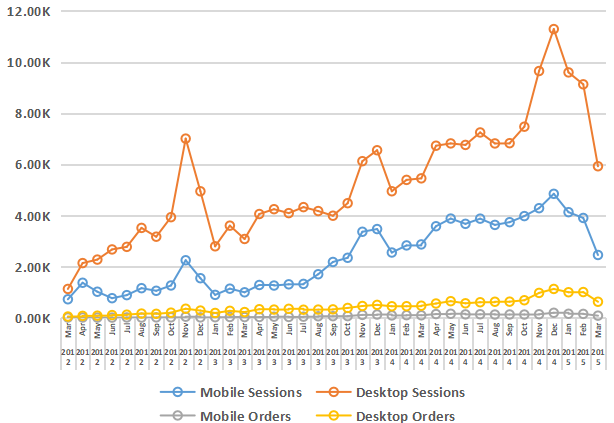 12.00K
10.00K
8.00K
6.00K
4.00K
2.00K
0.00K
Mar Apr May Jun Jul Aug Sep Oct Nov Dec Jan Feb Mar Apr May Jun Jul Aug Sep Oct Nov Dec Jan Feb Mar Apr May Jun Jul Aug Sep Oct Nov Dec Jan Feb Mar
2012 2012 2012 2012 2012 2012 2012 2012 2012 2012 2013 2013 2013 2013 2013 2013 2013 2013 2013 2013 2013 2013 2014 2014 2014 2014 2014 2014 2014 2014 2014 2014 2014 2014 2015 2015 2015
Mobile Sessions Desktop Sessions
Mobile Orders Desktop Orders